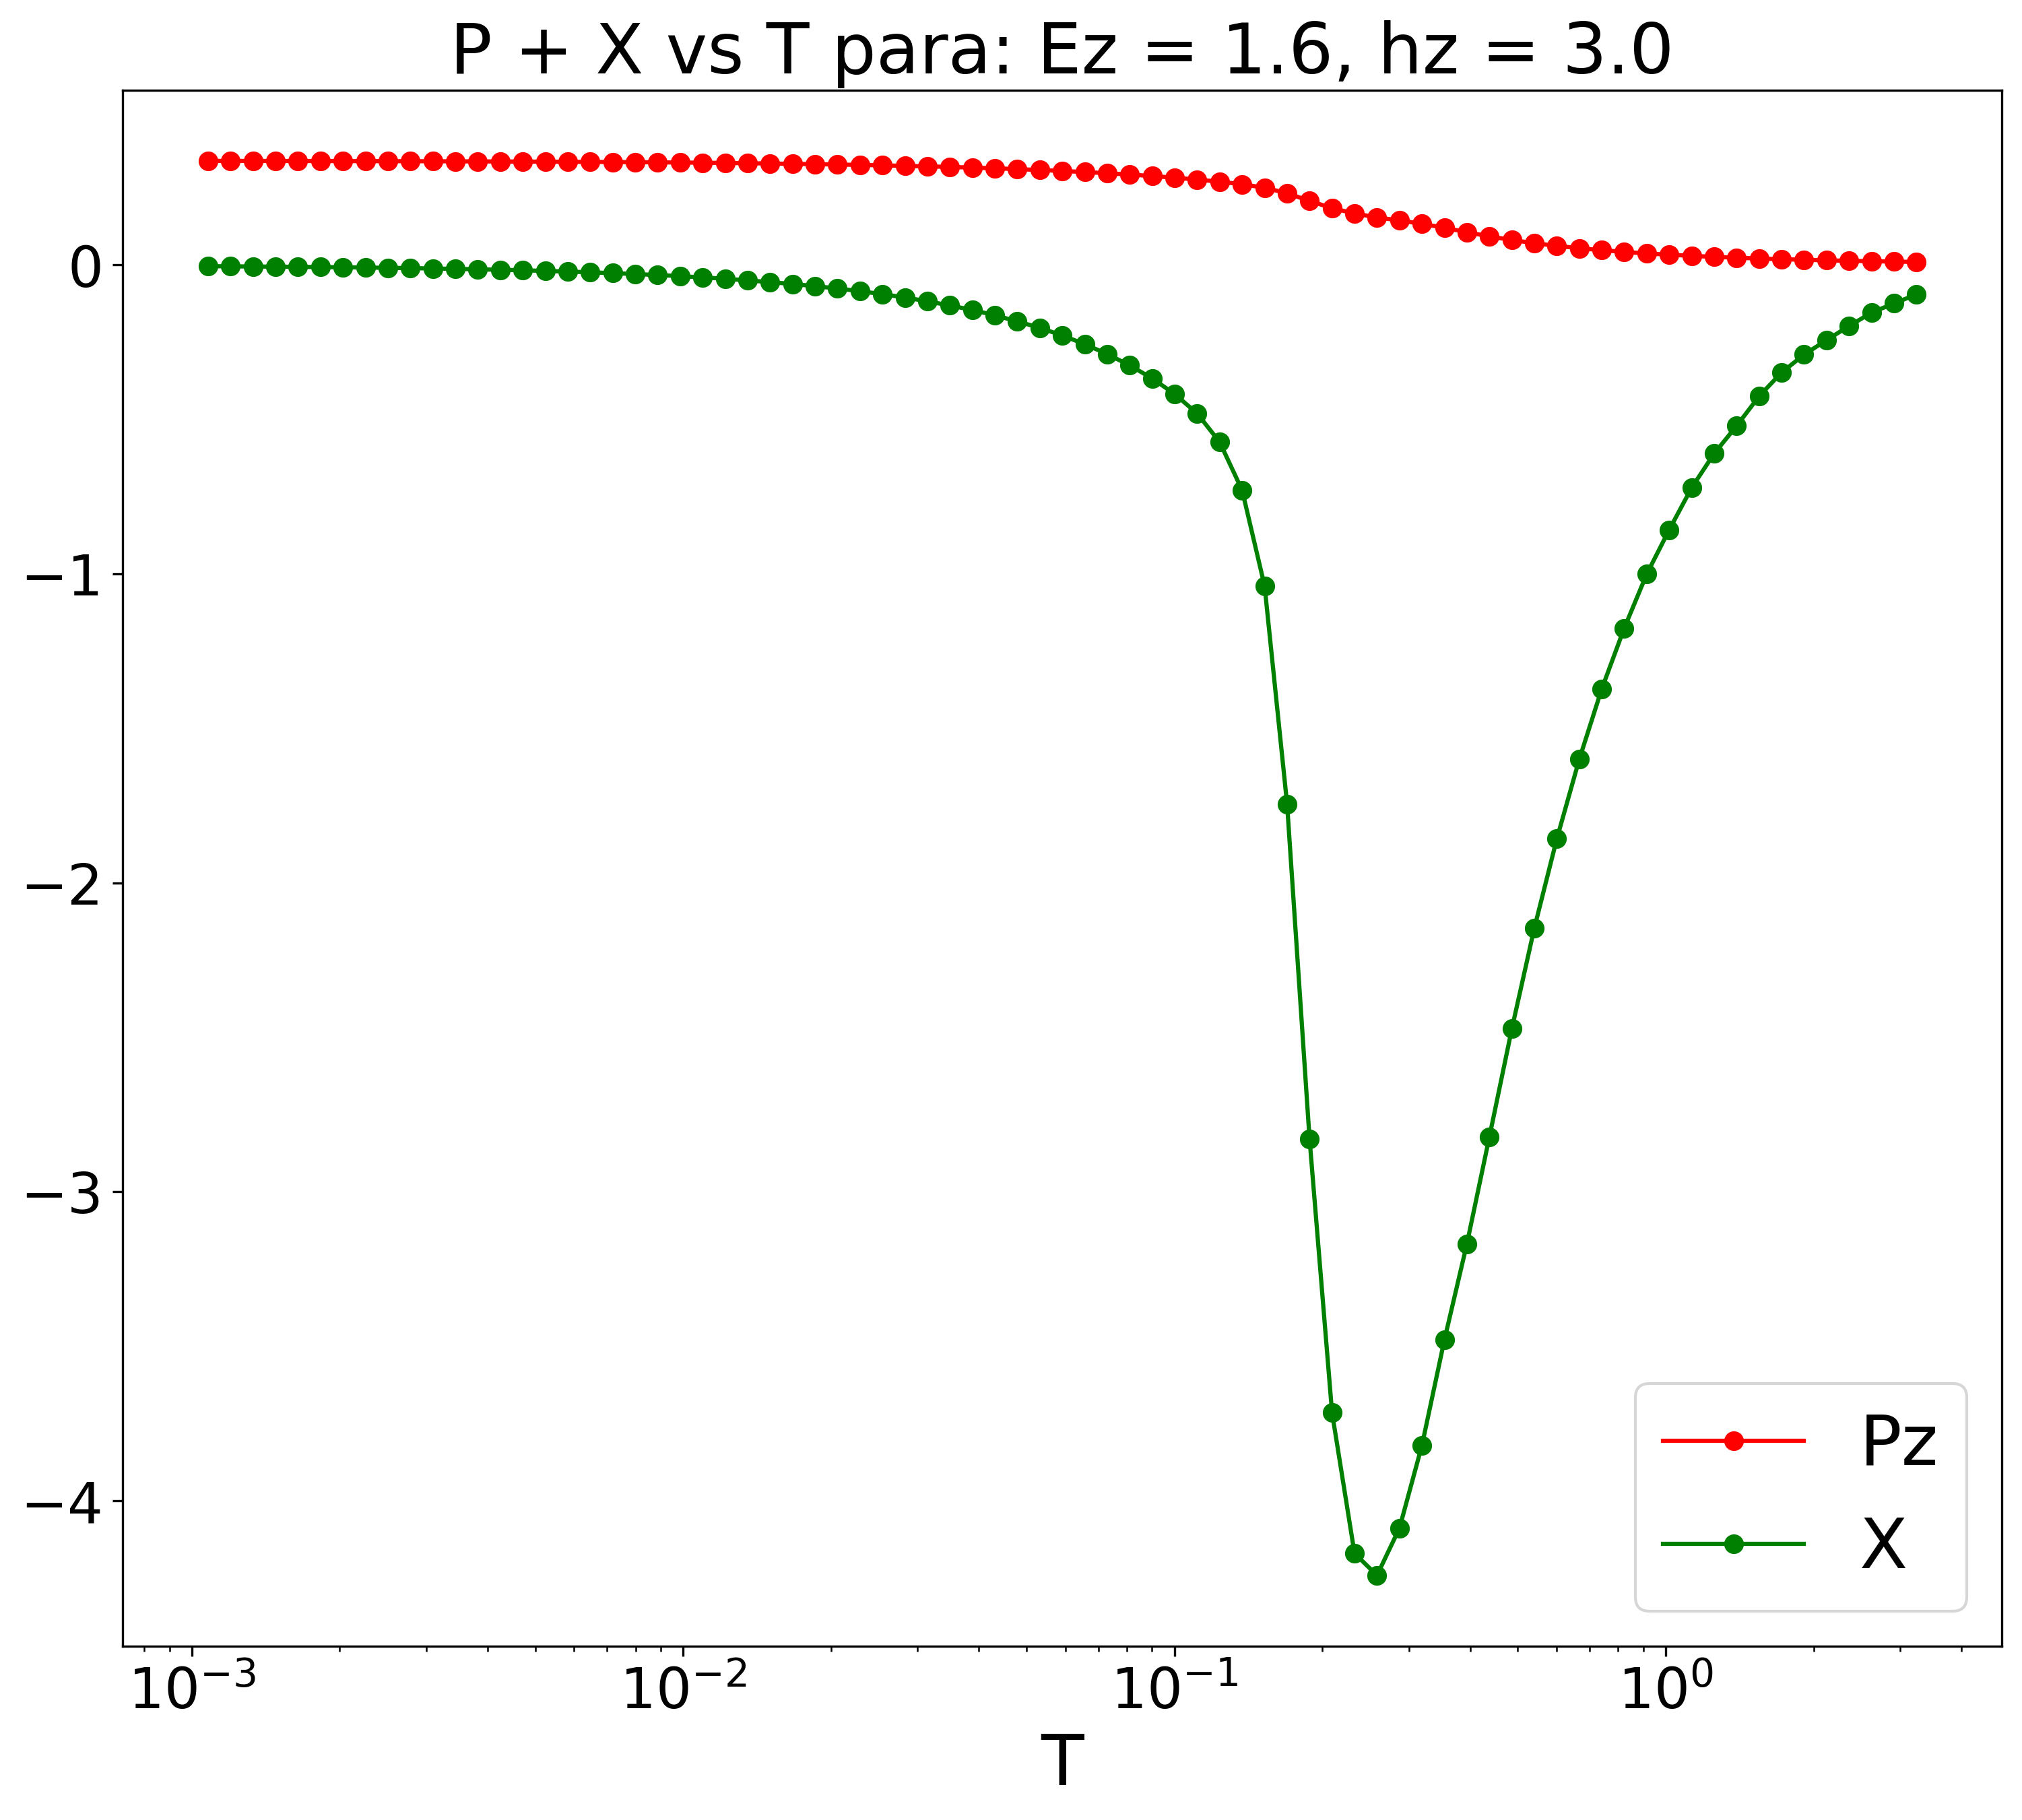 P + X vs T para: Ez = 1.6, hz = 3.0
0
−1
−2
−3
−4
10⁻³ 10⁻² 10⁻¹ 10⁰
T
Pz
X